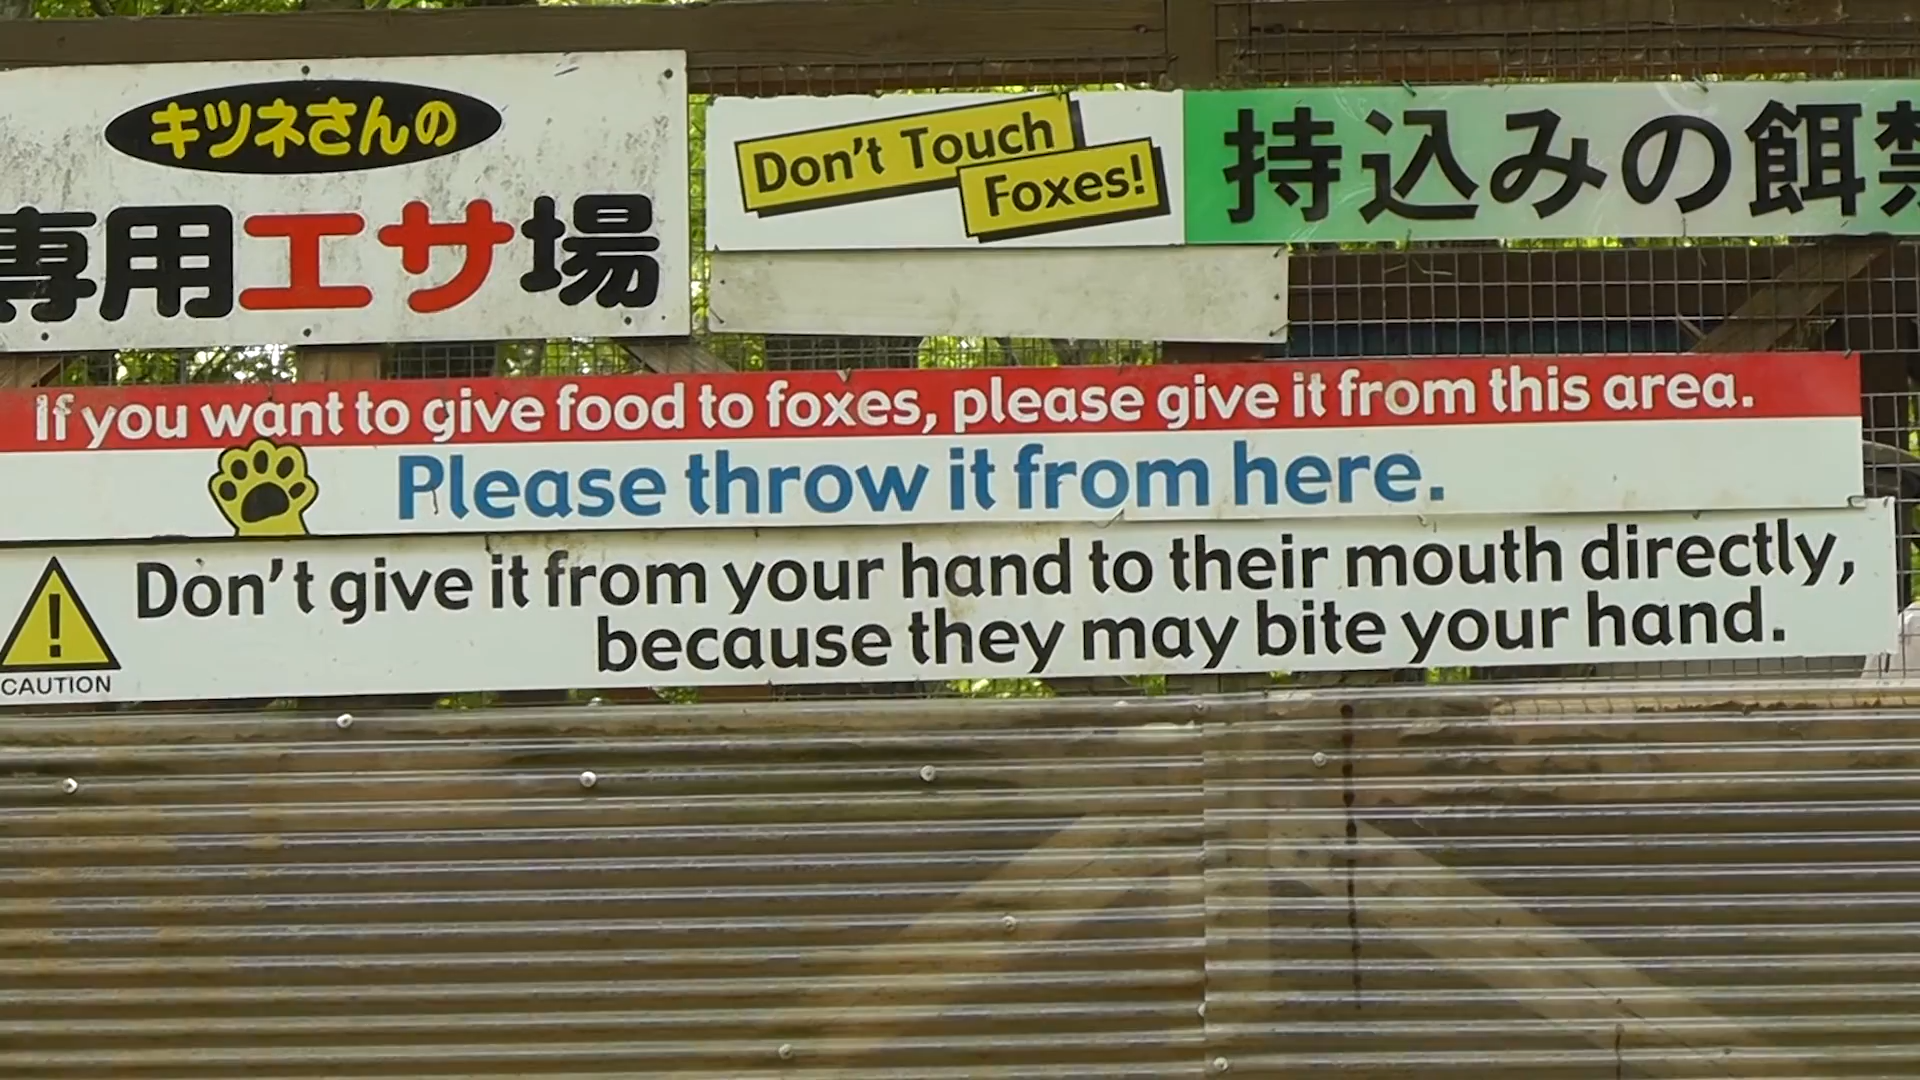 キツネさんの
専用エサ場
Don't Touch
Foxes!
持込みの餌禁
If you want to give food to foxes, please give it from this area.
Please throw it from here.
Don't give it from your hand to their mouth directly,
because they may bite your hand.
CAUTION